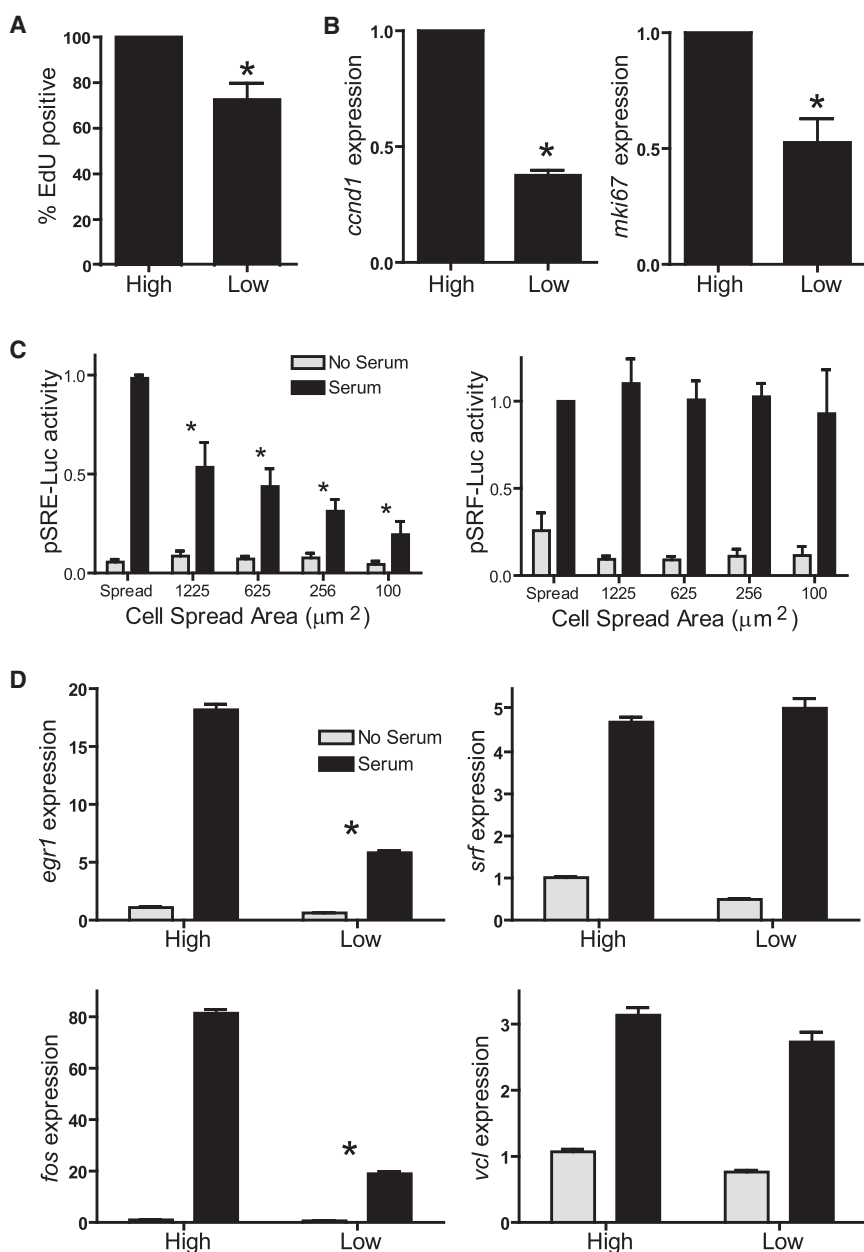 A
% EdU positive
100
80
60
40
20
0
*
High Low
B
ccnd1 expression
1.0
0.5
0.0
*
High Low
mki67 expression
1.0
0.5
0.0
*
High Low
C
pSRE-Luc activity
1.0
0.5
0.0
No Serum
Serum
* * * *
Spread 1225 625 256 100
Cell Spread Area (μm²)
pSRF-Luc activity
1.0
0.5
0.0
Spread 1225 625 256 100
Cell Spread Area (μm²)
D
egr1 expression
20
15
10
5
0
No Serum
Serum
*
High Low
srf expression
5
4
3
2
1
0
High Low
fos expression
80
60
40
20
0
*
High Low
vcl expression
3
2
1
0
High Low